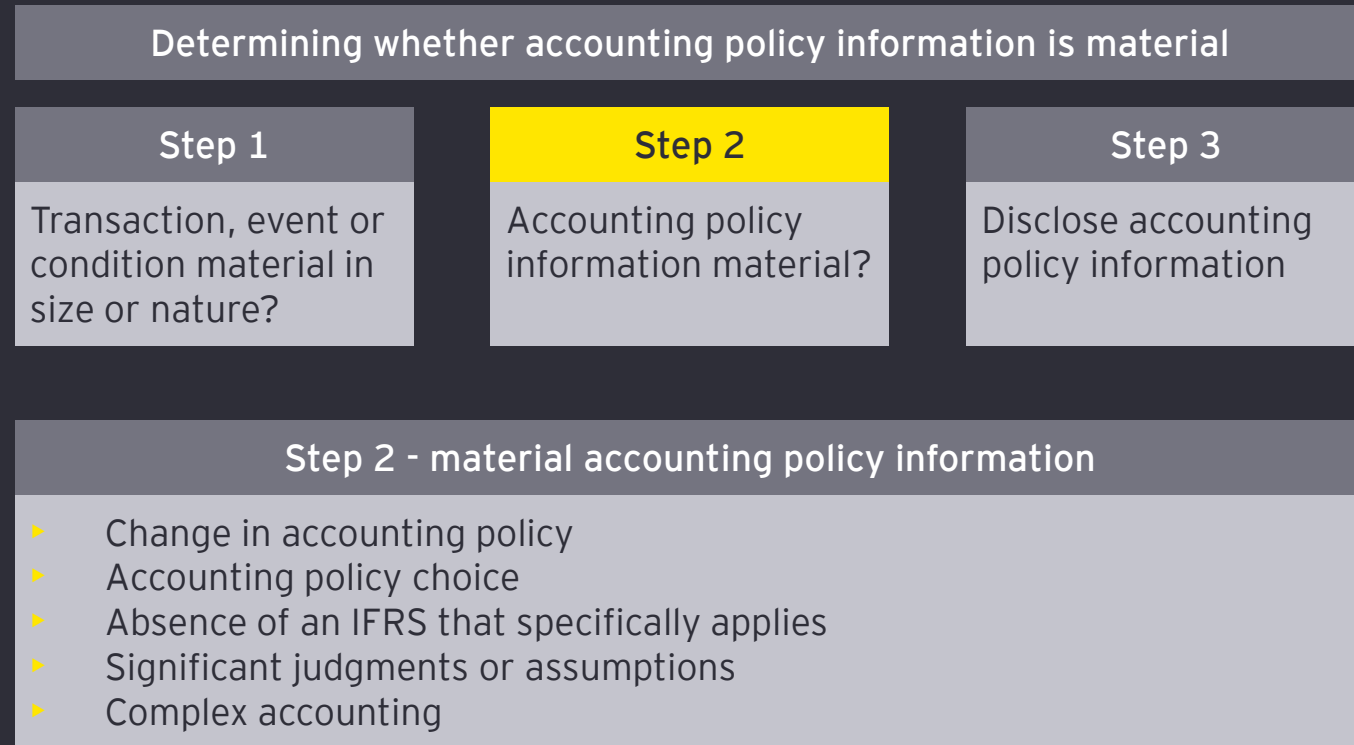 Determining whether accounting policy information is material
Step 1
Transaction, event or
condition material in
size or nature?
Step 2
Accounting policy
information material?
Step 3
Disclose accounting
policy information
Step 2 - material accounting policy information
▸ Change in accounting policy
▸ Accounting policy choice
▸ Absence of an IFRS that specifically applies
▸ Significant judgments or assumptions
▸ Complex accounting